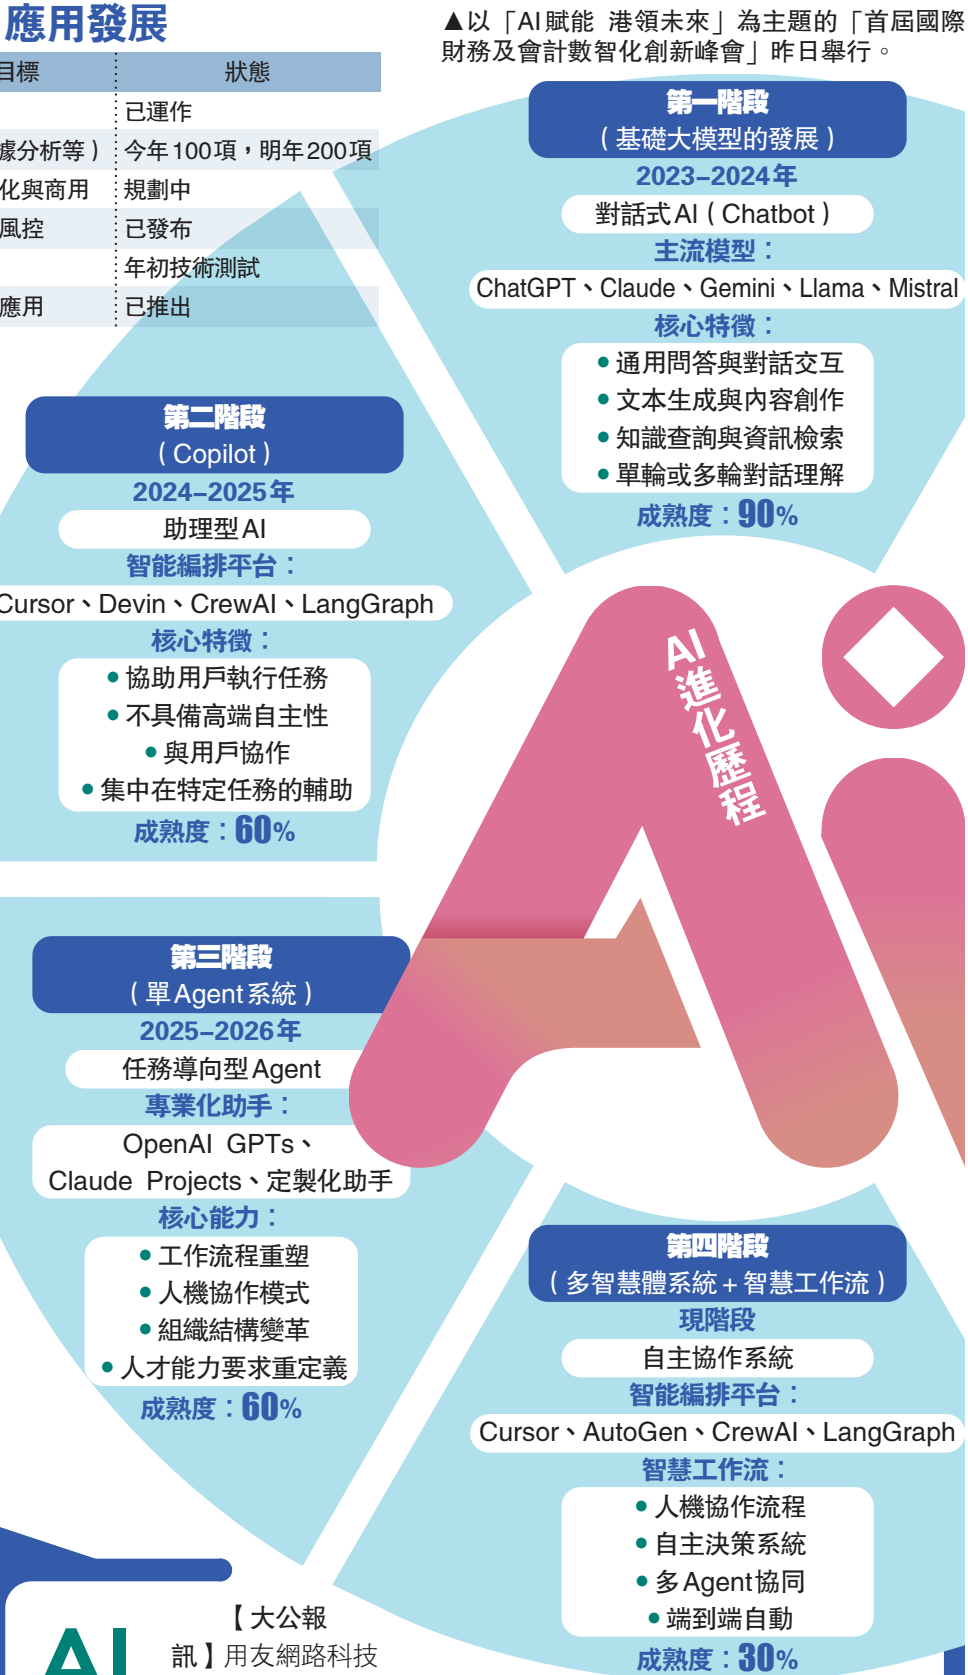 應用發展
目標 狀態
已運作
據分析等） 今年100項，明年200項
化與商用 規劃中
風控 已發布
年初技術測試
應用 已推出
▲以「AI賦能 港領未來」為主題的「首屆國際
財務及會計數智化創新峰會」昨日舉行。
第一階段
（基礎大模型的發展）
2023–2024年
對話式AI（Chatbot）
主流模型：
ChatGPT、Claude、Gemini、Llama、Mistral
核心特徵：
● 通用問答與對話交互
● 文本生成與內容創作
● 知識查詢與資訊檢索
● 單輪或多輪對話理解
成熟度：90%
第二階段
（Copilot）
2024–2025年
助理型AI
智能編排平台：
Cursor、Devin、CrewAI、LangGraph
核心特徵：
● 協助用戶執行任務
● 不具備高端自主性
● 與用戶協作
● 集中在特定任務的輔助
成熟度：60%
AI進化歷程
Ai
第三階段
（單Agent系統）
2025–2026年
任務導向型Agent
專業化助手：
OpenAI GPTs、
Claude Projects、定製化助手
核心能力：
● 工作流程重塑
● 人機協作模式
● 組織結構變革
● 人才能力要求重定義
成熟度：60%
第四階段
（多智慧體系統+智慧工作流）
現階段
自主協作系統
智能編排平台：
Cursor、AutoGen、CrewAI、LangGraph
智慧工作流：
● 人機協作流程
● 自主決策系統
● 多Agent協同
● 端到端自動
成熟度：30%
AI
【大公報
訊】用友網路科技